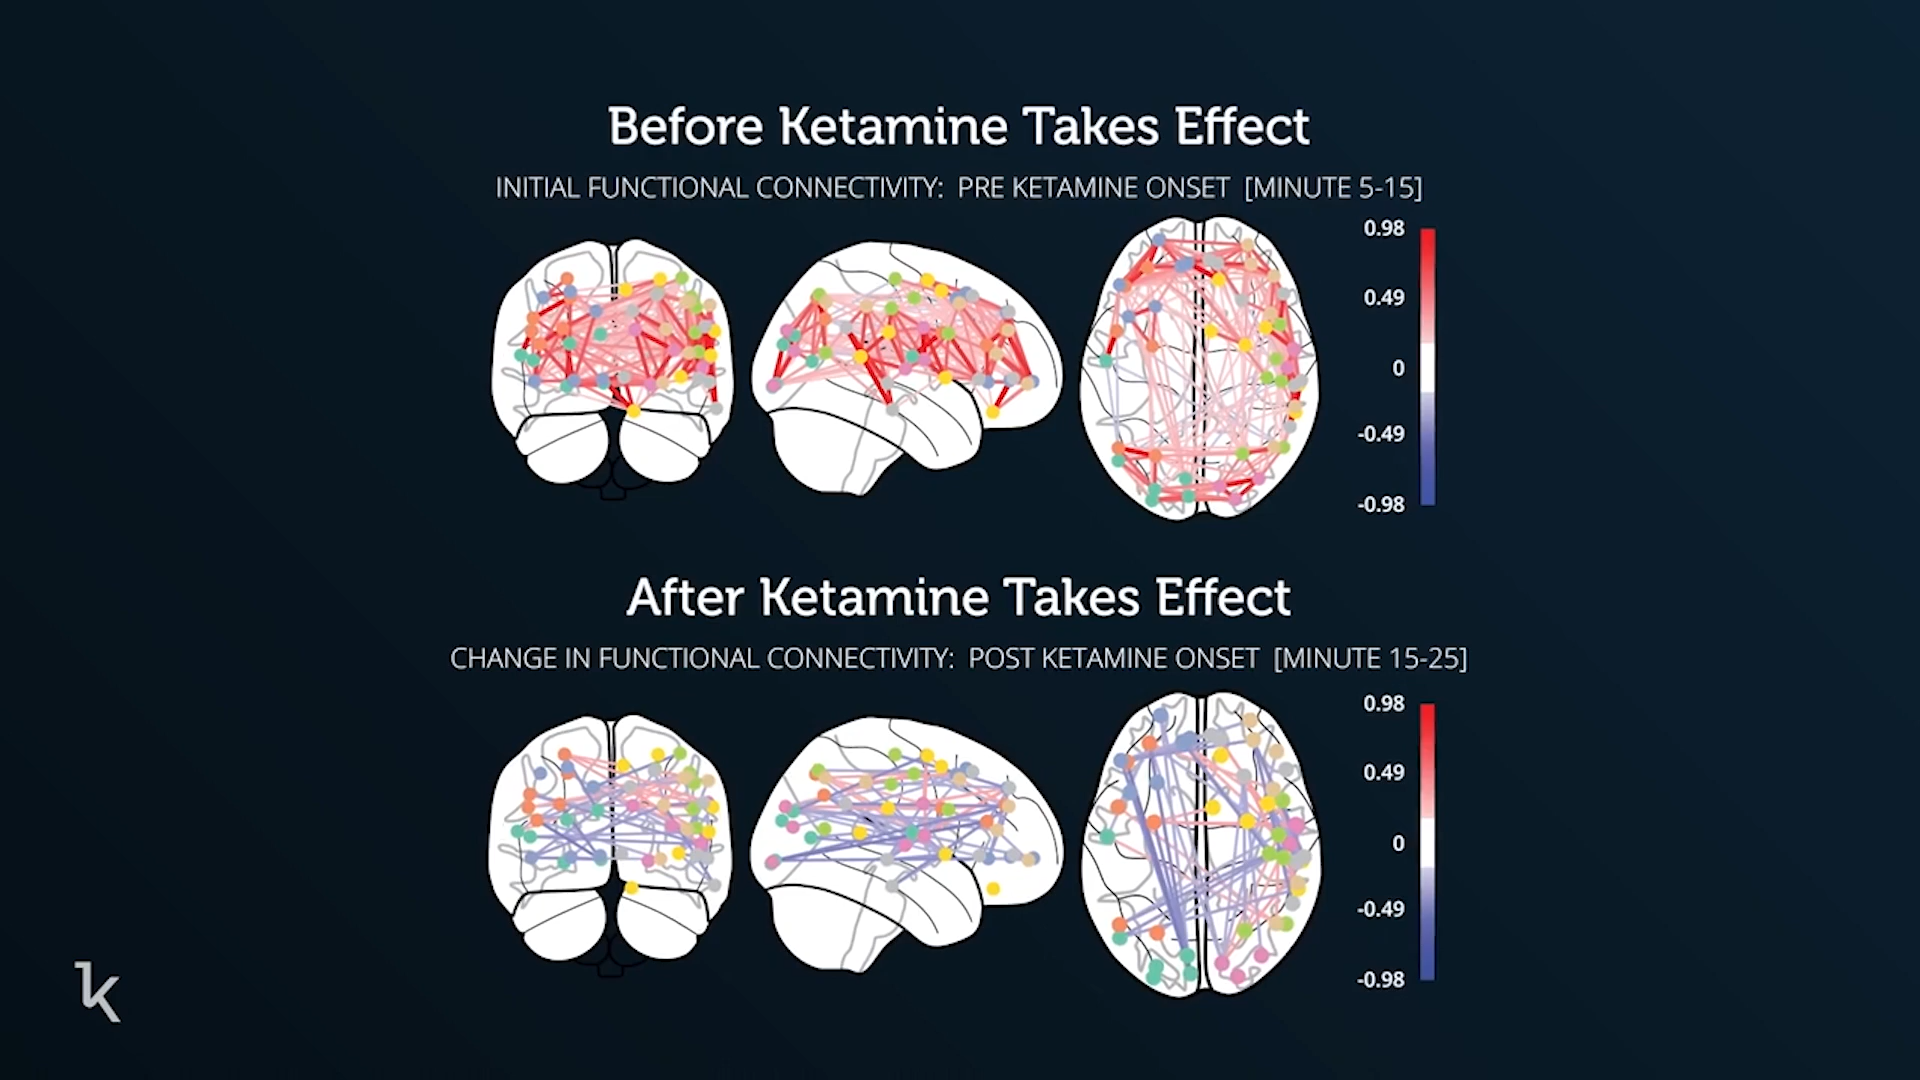 Before Ketamine Takes Effect
INITIAL FUNCTIONAL CONNECTIVITY: PRE KETAMINE ONSET [MINUTE 5-15]
0.98
0.49
0
-0.49
-0.98
After Ketamine Takes Effect
CHANGE IN FUNCTIONAL CONNECTIVITY: POST KETAMINE ONSET [MINUTE 15-25]
0.98
0.49
0
-0.49
-0.98
k